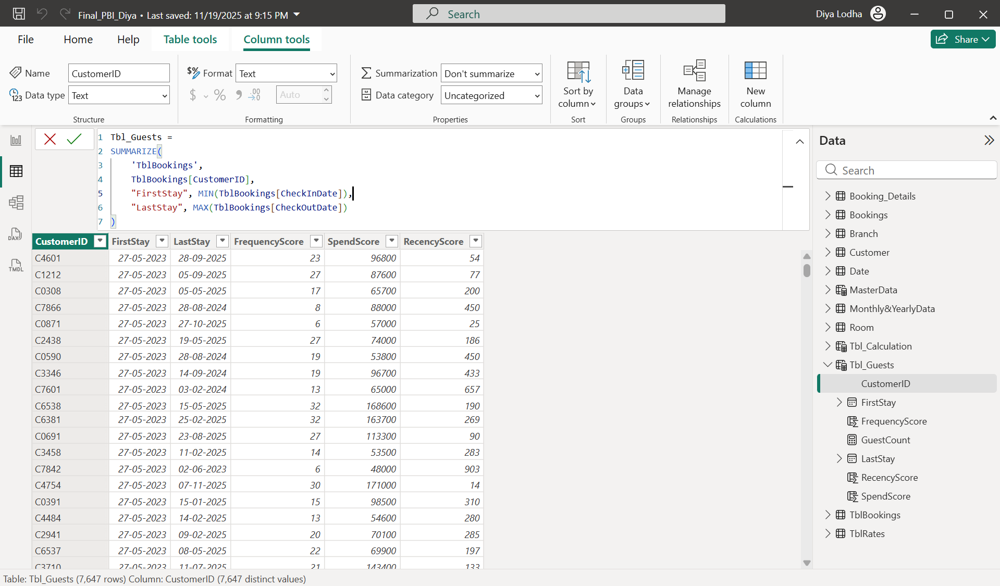 Final_PBI_Diya • Last saved: 11/19/2025 at 9:15 PM
Search
Diya Lodha
File Home Help Table tools Column tools
Share
Name CustomerID
Data type Text
Structure
$% Format Text
$ % 9 .00 Auto
Formatting
Summarization Don't summarize
Data category Uncategorized
Properties
Sort by
column
Sort
Data
groups
Groups
Manage
relationships
Relationships
New
column
Calculations
1 Tbl_Guests =
2 SUMMARIZE(
3 'TblBookings',
4 TblBookings[CustomerID],
5 "FirstStay", MIN(TblBookings[CheckInDate]),
6 "LastStay", MAX(TblBookings[CheckOutDate])
7 )
DAX
TMDL
CustomerID FirstStay LastStay FrequencyScore SpendScore RecencyScore
C4601 27-05-2023 28-09-2025 23 96800 54
C1212 27-05-2023 05-09-2025 27 87600 77
C0308 27-05-2023 05-05-2025 17 65700 200
C7866 27-05-2023 28-08-2024 8 88000 450
C0871 27-05-2023 27-10-2025 6 57000 25
C2438 27-05-2023 19-05-2025 27 74000 186
C0590 27-05-2023 28-08-2024 19 53800 450
C3346 27-05-2023 14-09-2024 19 96700 433
C7601 27-05-2023 03-02-2024 13 65000 657
C6538 27-05-2023 15-05-2025 32 168600 190
C6381 27-05-2023 25-02-2025 32 163700 269
C0691 27-05-2023 23-08-2025 27 113300 90
C3458 27-05-2023 11-02-2025 14 53500 283
C7842 27-05-2023 02-06-2023 6 48000 903
C4754 27-05-2023 07-11-2025 30 171000 14
C0391 27-05-2023 15-01-2025 15 98500 310
C4484 27-05-2023 14-02-2025 13 54600 280
C2941 27-05-2023 09-02-2025 20 70100 285
C6537 27-05-2023 08-05-2025 22 69900 197
C3710 27-05-2023 11-07-2025 21 143400 133
Data
Search
Booking_Details
Bookings
Branch
Customer
Date
MasterData
Monthly&YearlyData
Room
Tbl_Calculation
Tbl_Guests
CustomerID
FirstStay
FrequencyScore
GuestCount
LastStay
RecencyScore
SpendScore
TblBookings
TblRates
Table: Tbl_Guests (7,647 rows) Column: CustomerID (7,647 distinct values)